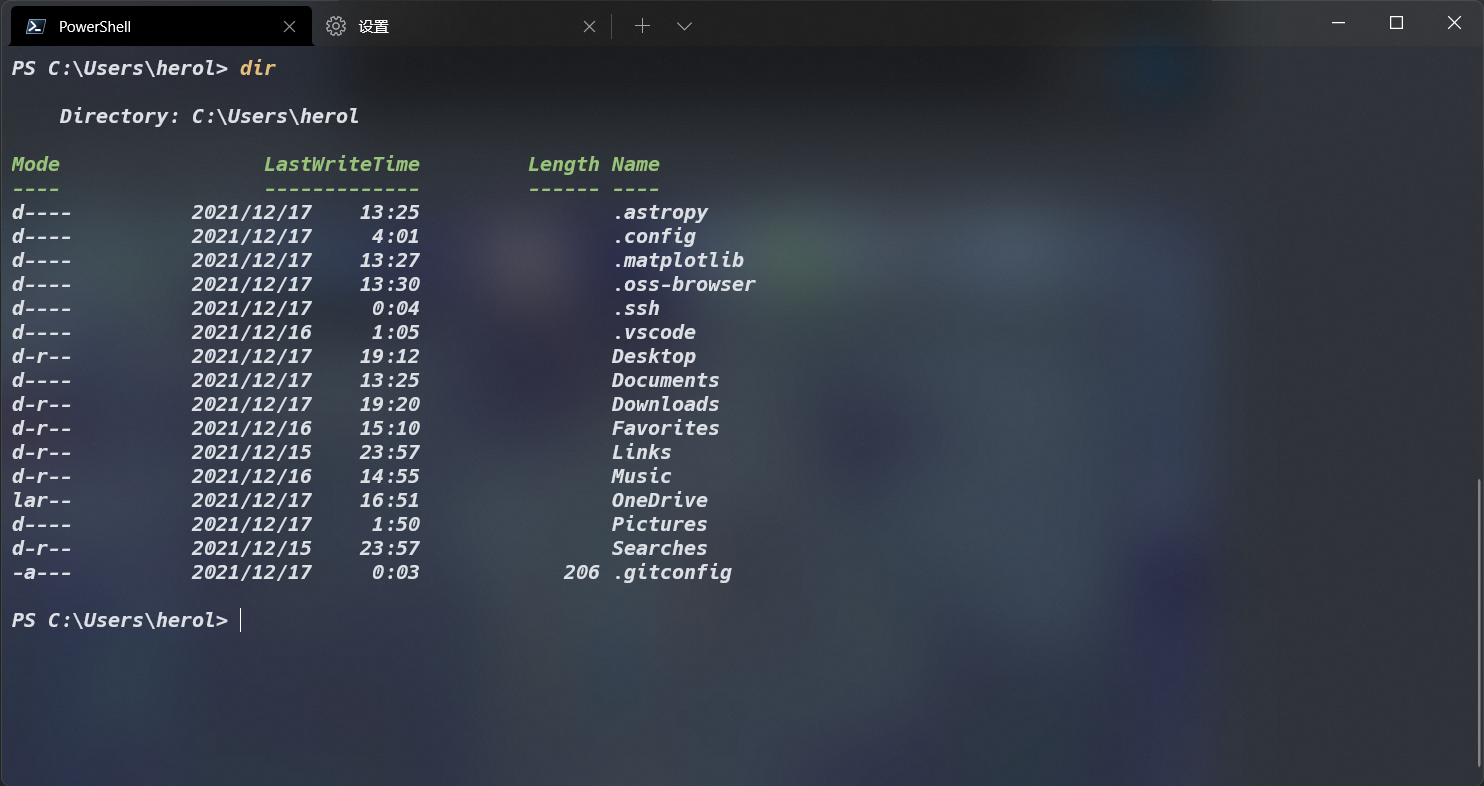 PowerShell 设置
PS C:\Users\herol> dir
Directory: C:\Users\herol
Mode LastWriteTime Length Name
---- ------------- ------ ----
d---- 2021/12/17 13:25 .astropy
d---- 2021/12/17 4:01 .config
d---- 2021/12/17 13:27 .matplotlib
d---- 2021/12/17 13:30 .oss-browser
d---- 2021/12/17 0:04 .ssh
d---- 2021/12/16 1:05 .vscode
d-r-- 2021/12/17 19:12 Desktop
d---- 2021/12/17 13:25 Documents
d-r-- 2021/12/17 19:20 Downloads
d-r-- 2021/12/16 15:10 Favorites
d-r-- 2021/12/15 23:57 Links
d-r-- 2021/12/16 14:55 Music
lar-- 2021/12/17 16:51 OneDrive
d---- 2021/12/17 1:50 Pictures
d-r-- 2021/12/15 23:57 Searches
-a--- 2021/12/17 0:03 206 .gitconfig
PS C:\Users\herol>